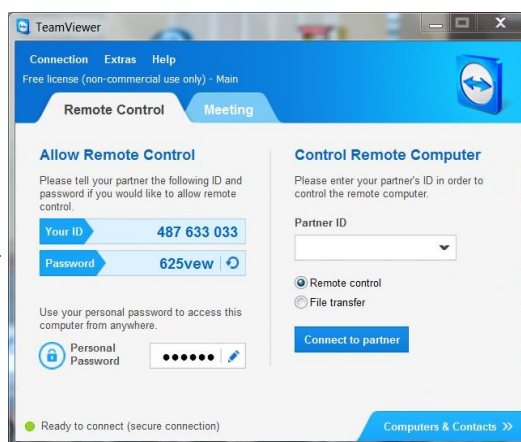 TeamViewer
X
Connection Extras Help
Free license (non-commercial use only) - Main
Remote Control
Meeting
Allow Remote Control
Please tell your partner the following ID and
password if you would like to allow remote
control.
Your ID 487 633 033
Password 625vew
Use your personal password to access this
computer from anywhere.
Personal
Password
Control Remote Computer
Please enter your partner's ID in order to
control the remote computer.
Partner ID
Remote control
File transfer
Connect to partner
Ready to connect (secure connection)
Computers & Contacts >>